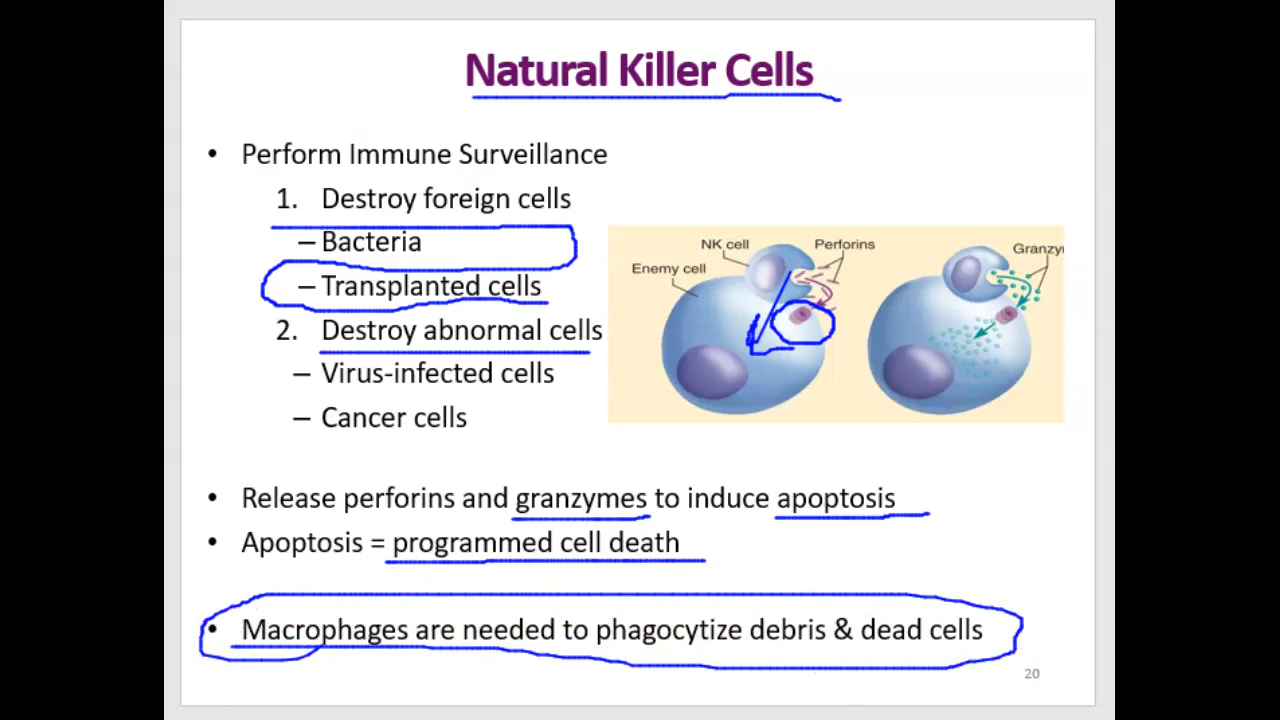 Natural Killer Cells
• Perform Immune Surveillance
1. Destroy foreign cells
– Bacteria
– Transplanted cells
2. Destroy abnormal cells
– Virus-infected cells
– Cancer cells
NK cell
Perforins
Enemy cell
Granzy
• Release perforins and granzymes to induce apoptosis
• Apoptosis = programmed cell death
• Macrophages are needed to phagocytize debris & dead cells
20